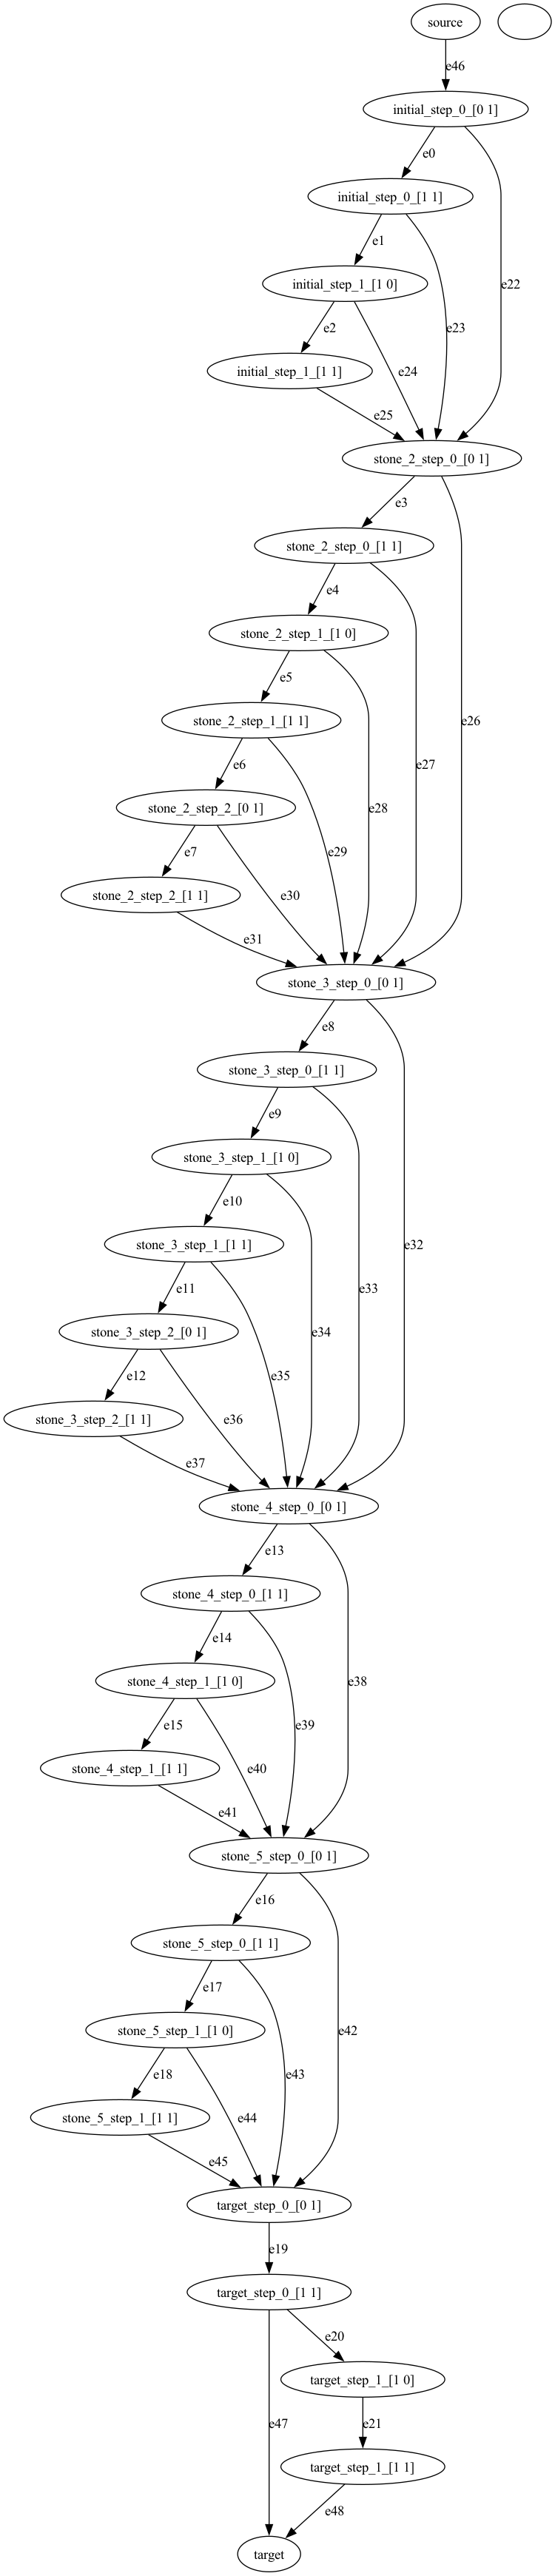 source
e46
initial_step_0_[0 1]
e0
initial_step_0_[1 1]
e1
initial_step_1_[1 0]
e22
e2
e23
initial_step_1_[1 1]
e24
e25
stone_2_step_0_[0 1]
e3
stone_2_step_0_[1 1]
e4
stone_2_step_1_[1 0]
e5
stone_2_step_1_[1 1]
e26
e6
e27
stone_2_step_2_[0 1]
e28
e7
e29
stone_2_step_2_[1 1]
e30
e31
stone_3_step_0_[0 1]
e8
stone_3_step_0_[1 1]
e9
stone_3_step_1_[1 0]
e10
stone_3_step_1_[1 1]
e32
e11
e33
stone_3_step_2_[0 1]
e34
e12
e35
stone_3_step_2_[1 1]
e36
e37
stone_4_step_0_[0 1]
e13
stone_4_step_0_[1 1]
e14
stone_4_step_1_[1 0]
e38
e15
e39
stone_4_step_1_[1 1]
e40
e41
stone_5_step_0_[0 1]
e16
stone_5_step_0_[1 1]
e17
stone_5_step_1_[1 0]
e42
e18
e43
stone_5_step_1_[1 1]
e44
e45
target_step_0_[0 1]
e19
target_step_0_[1 1]
e20
target_step_1_[1 0]
e47
e21
target_step_1_[1 1]
e48
target